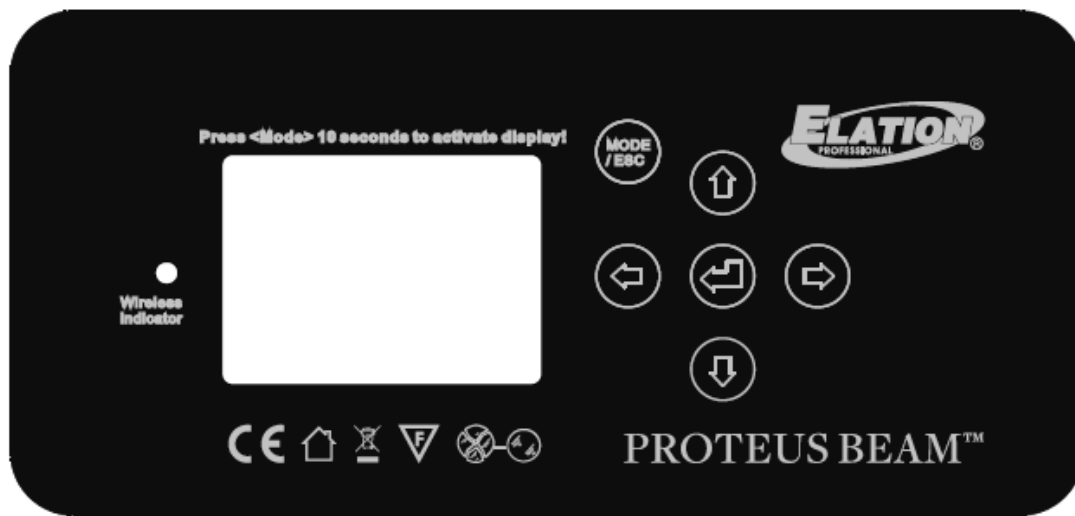 Press <Mode> 10 seconds to activate display!
MODE
/ESC
ELATION®
PROFESSIONAL
Wireless
Indicator
CE
F
PROTEUS BEAM™